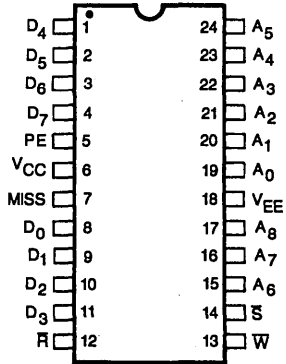 D4 1 24 A5
D5 2 23 A4
D6 3 22 A3
D7 4 21 A2
PE 5 20 A1
VCC 6 19 A0
MISS 7 18 VEE
D0 8 17 A8
D1 9 16 A7
D2 10 15 A6
D3 11 14 S̅
R̅ 12 13 W̅